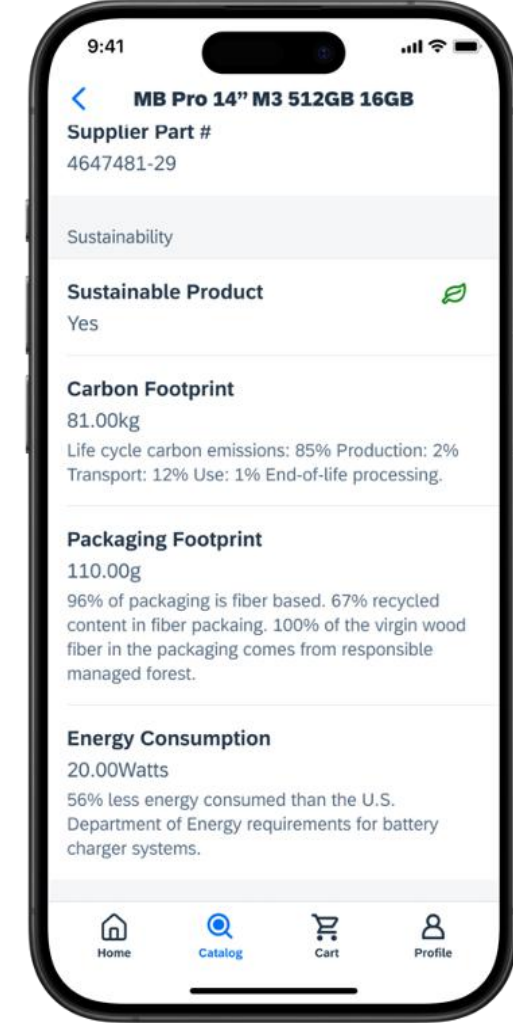 9:41
MB Pro 14” M3 512GB 16GB
Supplier Part #
4647481-29
Sustainability
Sustainable Product
Yes
Carbon Footprint
81.00kg
Life cycle carbon emissions: 85% Production: 2%
Transport: 12% Use: 1% End-of-life processing.
Packaging Footprint
110.00g
96% of packaging is fiber based. 67% recycled
content in fiber packaing. 100% of the virgin wood
fiber in the packaging comes from responsible
managed forest.
Energy Consumption
20.00Watts
56% less energy consumed than the U.S.
Department of Energy requirements for battery
charger systems.
Home Catalog Cart Profile